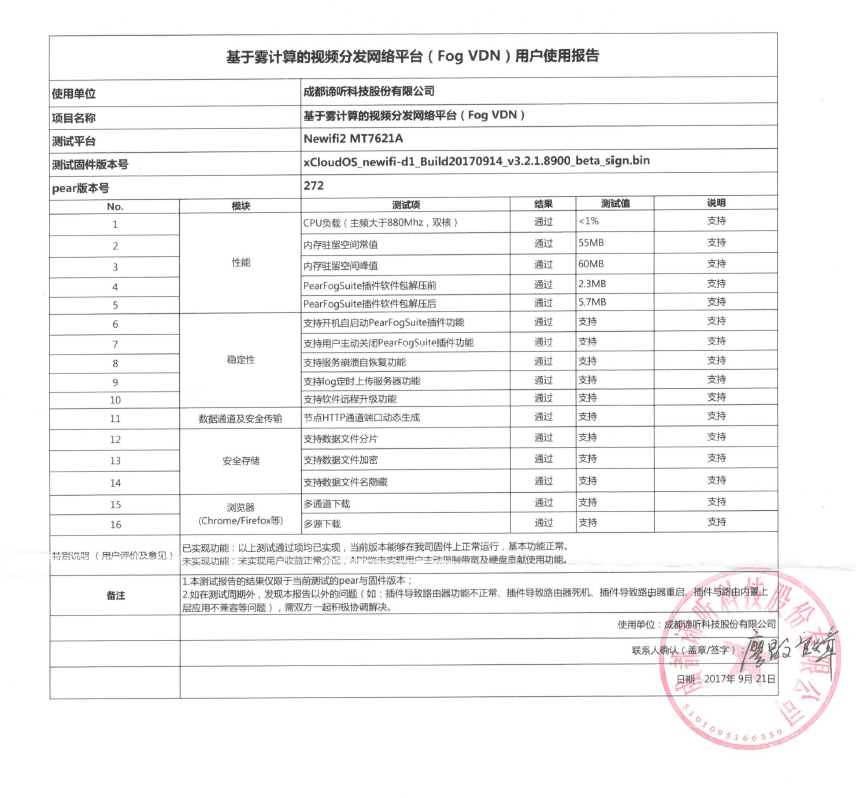 基于雾计算的视频分发网络平台（Fog VDN）用户使用报告
使用单位 成都谛听科技股份有限公司
项目名称 基于雾计算的视频分发网络平台（Fog VDN）
测试平台 Newifi2 MT7621A
测试固件版本号 xCloudOS_newifi-d1_Build20170914_v3.2.1.8900_beta_sign.bin
pear版本号 272
No. 模块 测试项 结果 测试值 说明
1 CPU负载（主频大于880Mhz，双核） 通过 <1% 支持
2 内存驻留空间常值 通过 55MB 支持
性能
3 内存驻留空间峰值 通过 60MB 支持
4 PearFogSuite插件软件包解压前 通过 2.3MB 支持
5 PearFogSuite插件软件包解压后 通过 5.7MB 支持
6 支持开机自启动PearFogSuite插件功能 通过 支持 支持
7 支持用户主动关闭PearFogSuite插件功能 通过 支持 支持
8 稳定性 支持服务崩溃自恢复功能 通过 支持 支持
9 支持log定时上传服务器功能 通过 支持 支持
10 支持软件远程升级功能 通过 支持 支持
11 数据通道及安全传输 节点HTTP通道端口动态生成 通过 支持 支持
12 支持数据文件分片 通过 支持 支持
13 安全存储 支持数据文件加密 通过 支持 支持
14 支持数据文件名隐藏 通过 支持 支持
15 浏览器 多通道下载 通过 支持 支持
16 (Chrome/Firefox等) 多源下载 通过 支持 支持
特别说明（用户评价及意见） 已实现功能：以上测试通过项均已实现，当前版本能够在我司固件上正常运行，基本功能正常。
未实现功能：未实现用户收益正常分配，APP端未实现用户主动限制带宽及硬盘贡献使用功能。
备注 1.本测试报告的结果仅限于当前测试的pear与固件版本；
2.如在测试周期外，发现本报告以外的问题（如：插件导致路由器功能不正常、插件导致路由器死机、插件导致路由器重启、插件与路由内置上
层应用不兼容等问题），需双方一起积极协调解决。
使用单位：成都谛听科技股份有限公司
联系人确认（盖章/签字）：
日期：2017年 9月 21日
成都谛听科技股份有限公司
5101095166359